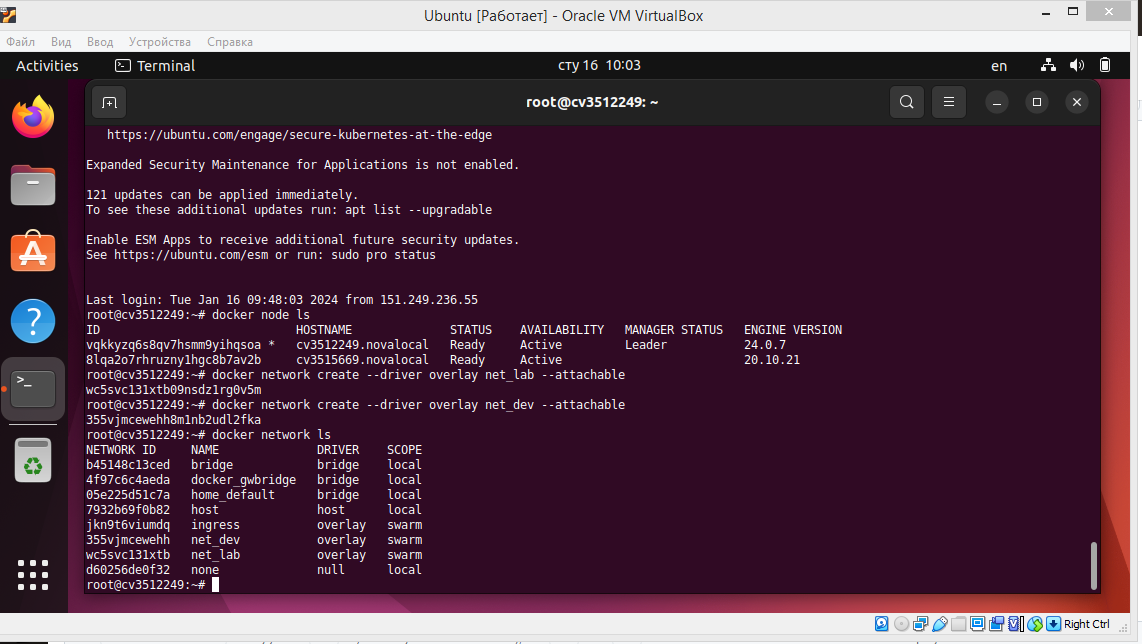 Ubuntu [Работает] - Oracle VM VirtualBox
Файл Вид Ввод Устройства Справка
Activities Terminal сту 16 10:03 en
root@cv3512249: ~
https://ubuntu.com/engage/secure-kubernetes-at-the-edge
Expanded Security Maintenance for Applications is not enabled.
121 updates can be applied immediately.
To see these additional updates run: apt list --upgradable
Enable ESM Apps to receive additional future security updates.
See https://ubuntu.com/esm or run: sudo pro status
Last login: Tue Jan 16 09:48:03 2024 from 151.249.236.55
root@cv3512249:~# docker node ls
ID HOSTNAME STATUS AVAILABILITY MANAGER STATUS ENGINE VERSION
vqkkyzq6s8qv7hsmm9yihqsoa * cv3512249.novalocal Ready Active Leader 24.0.7
8lqa2o7rhruzny1hgc8b7av2b cv3515669.novalocal Ready Active 20.10.21
root@cv3512249:~# docker network create --driver overlay net_lab --attachable
wc5svc131xtb09nsdz1rg0v5m
root@cv3512249:~# docker network create --driver overlay net_dev --attachable
355vjmcewehh8m1nb2udl2fka
root@cv3512249:~# docker network ls
NETWORK ID NAME DRIVER SCOPE
b45148c13ced bridge bridge local
4f97c6c4aeda docker_gwbridge bridge local
05e225d51c7a home_default bridge local
7932b69f0b82 host host local
jkn9t6viumdq ingress overlay swarm
355vjmcewehh net_dev overlay swarm
wc5svc131xtb net_lab overlay swarm
d60256de0f32 none null local
root@cv3512249:~#
Right Ctrl